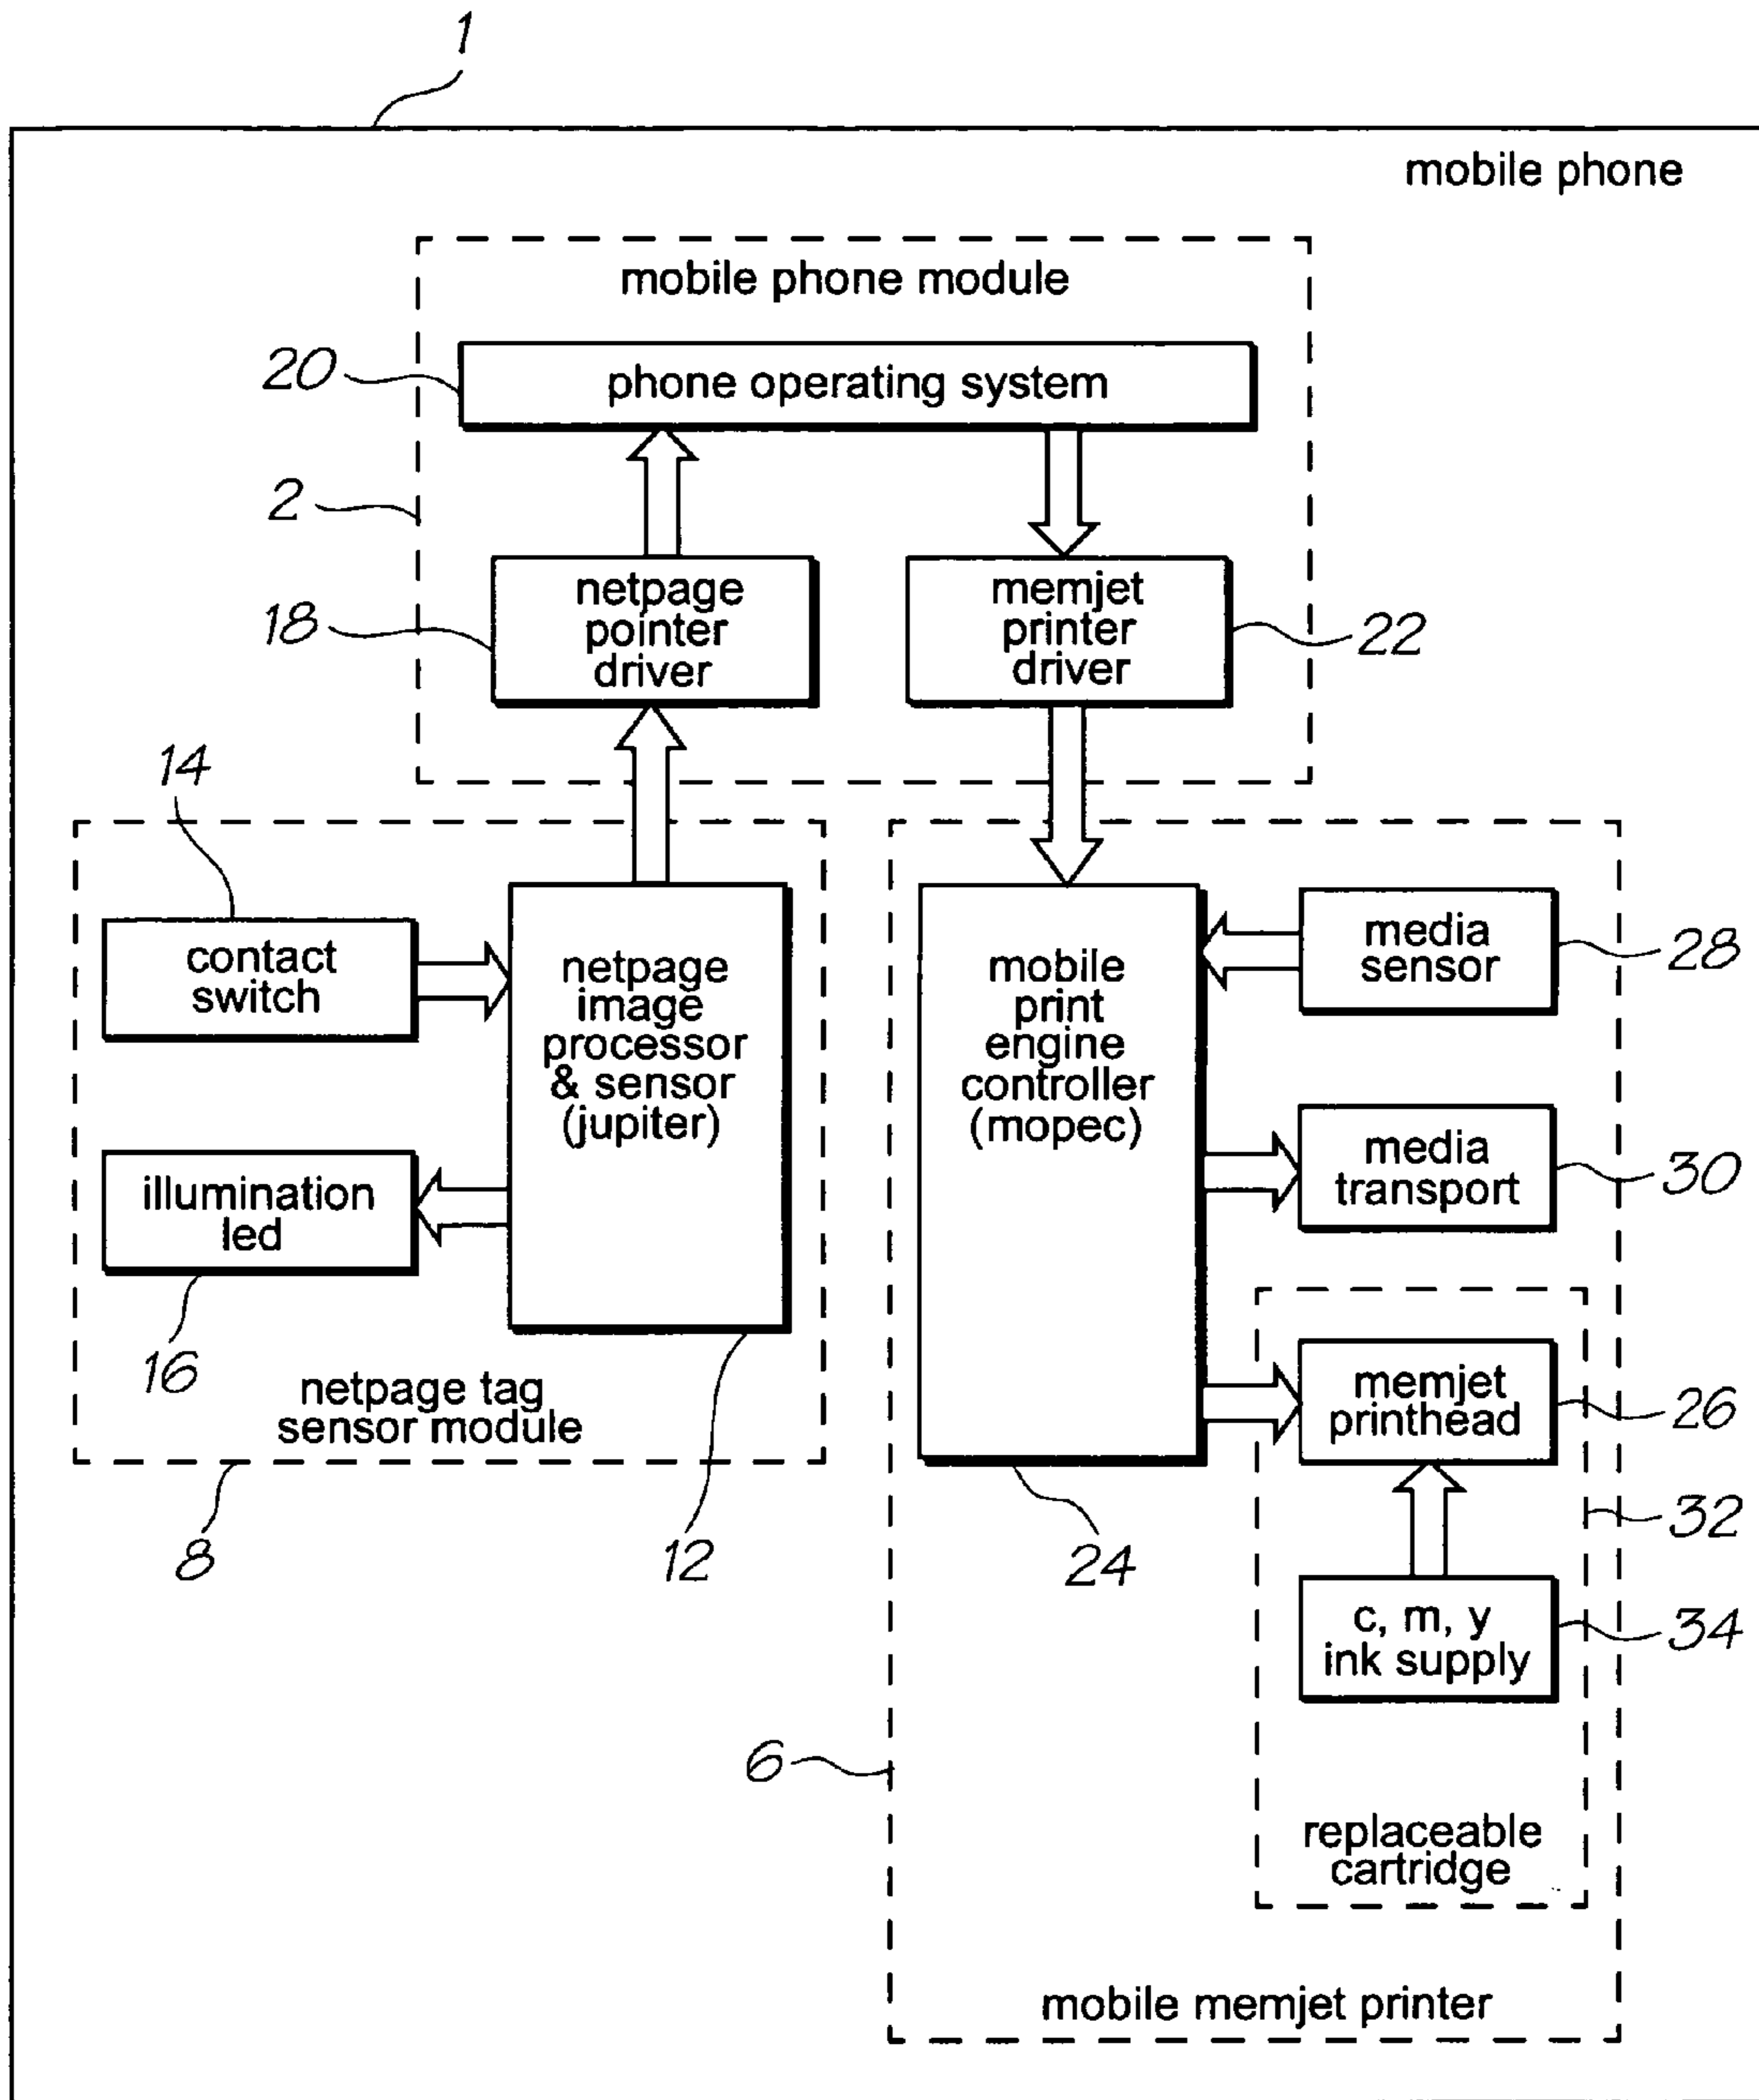 1
mobile phone
mobile phone module
20
phone operating system
2
netpage
pointer
driver
18
memjet
printer
driver
22
14
contact
switch
netpage
image
processor
& sensor
(jupiter)
illumination
led
16
netpage tag
sensor module
8
12
mobile
print
engine
controller
(mopec)
media
sensor
28
media
transport
30
memjet
printhead
26
32
24
c, m, y
ink supply
34
6
replaceable
cartridge
mobile memjet printer